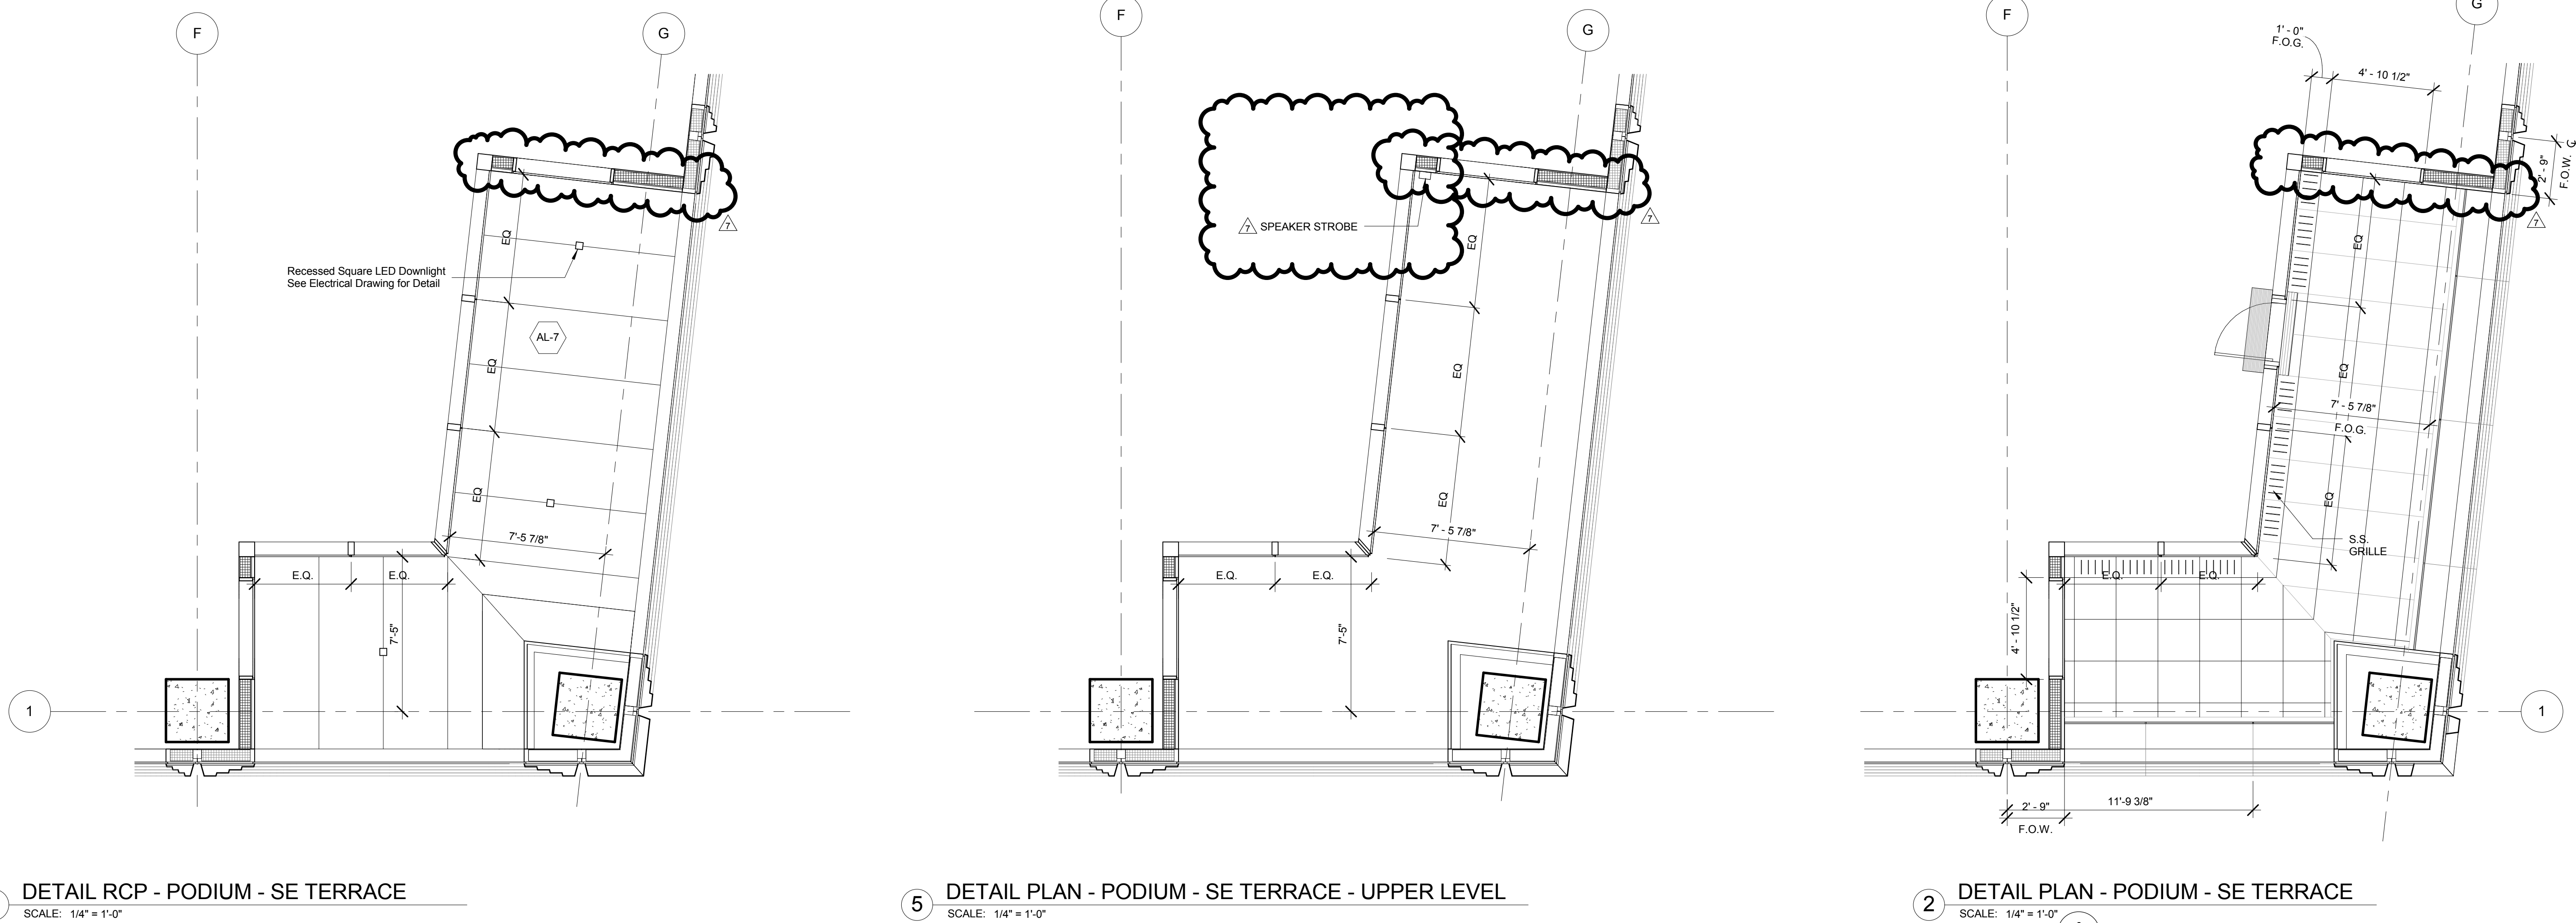 F
G
Recessed Square LED Downlight
See Electrical Drawing for Detail
AL-7
EQ
EQ
EQ
7
7'-5 7/8"
E.Q.
E.Q.
7'-5"
1
DETAIL RCP - PODIUM - SE TERRACE
SCALE: 1/4" = 1'-0"
F
G
7 SPEAKER STROBE
7
EQ
EQ
EQ
7' - 5 7/8"
E.Q.
E.Q.
7'-5"
5
DETAIL PLAN - PODIUM - SE TERRACE - UPPER LEVEL
SCALE: 1/4" = 1'-0"
F
G
1' - 0"
F.O.G.
4' - 10 1/2"
2' - 9"
F.O.W.
7
EQ
EQ
7' - 5 7/8"
F.O.G.
EQ
S.S.
GRILLE
E.Q.
E.Q.
4' - 10 1/2"
1
2' - 9"
F.O.W.
11'-9 3/8"
2
DETAIL PLAN - PODIUM - SE TERRACE
SCALE: 1/4" = 1'-0"